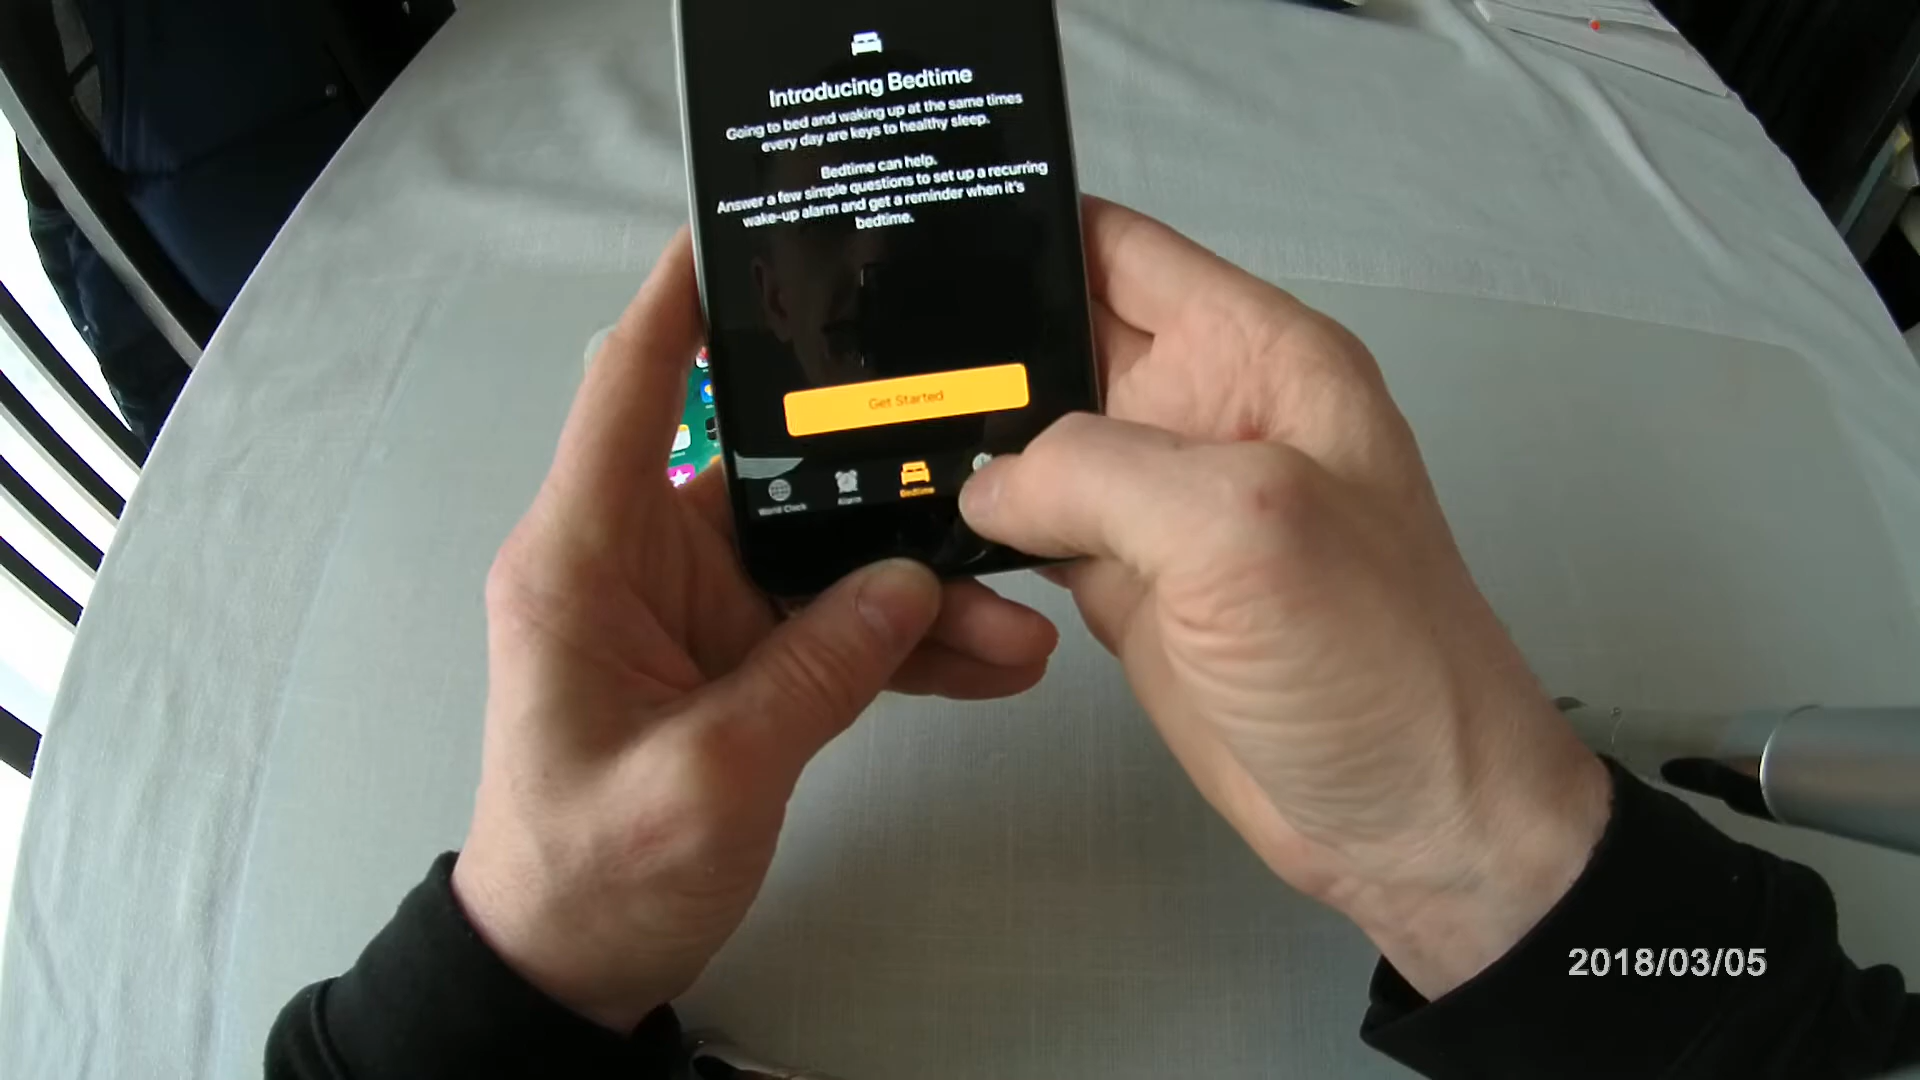 Introducing Bedtime
Going to bed and waking up at the same times
every day are keys to healthy sleep.
Bedtime can help.
Answer a few simple questions to set up a recurring
wake-up alarm and get a reminder when it's
bedtime.
Get Started
World Clock
Alarm
Bedtime
2018/03/05